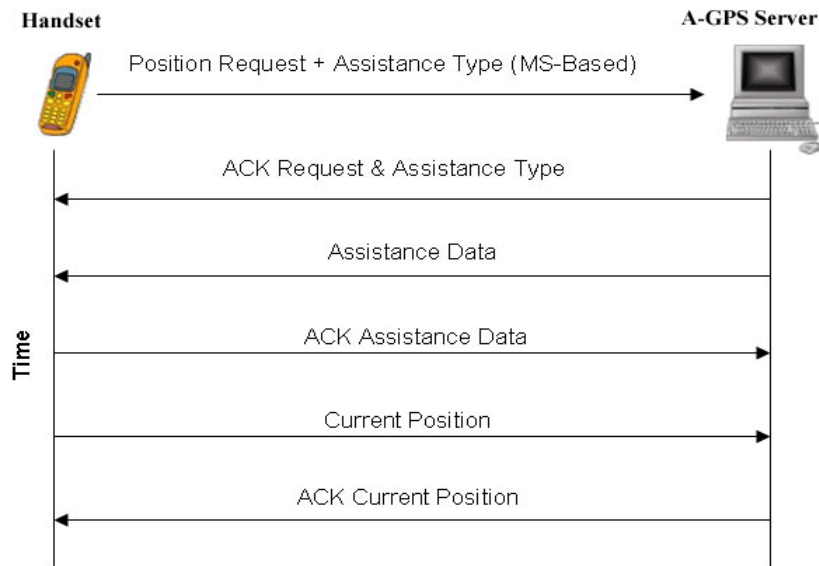 Handset
A-GPS Server
Position Request + Assistance Type (MS-Based)
ACK Request & Assistance Type
Assistance Data
ACK Assistance Data
Time
Current Position
ACK Current Position